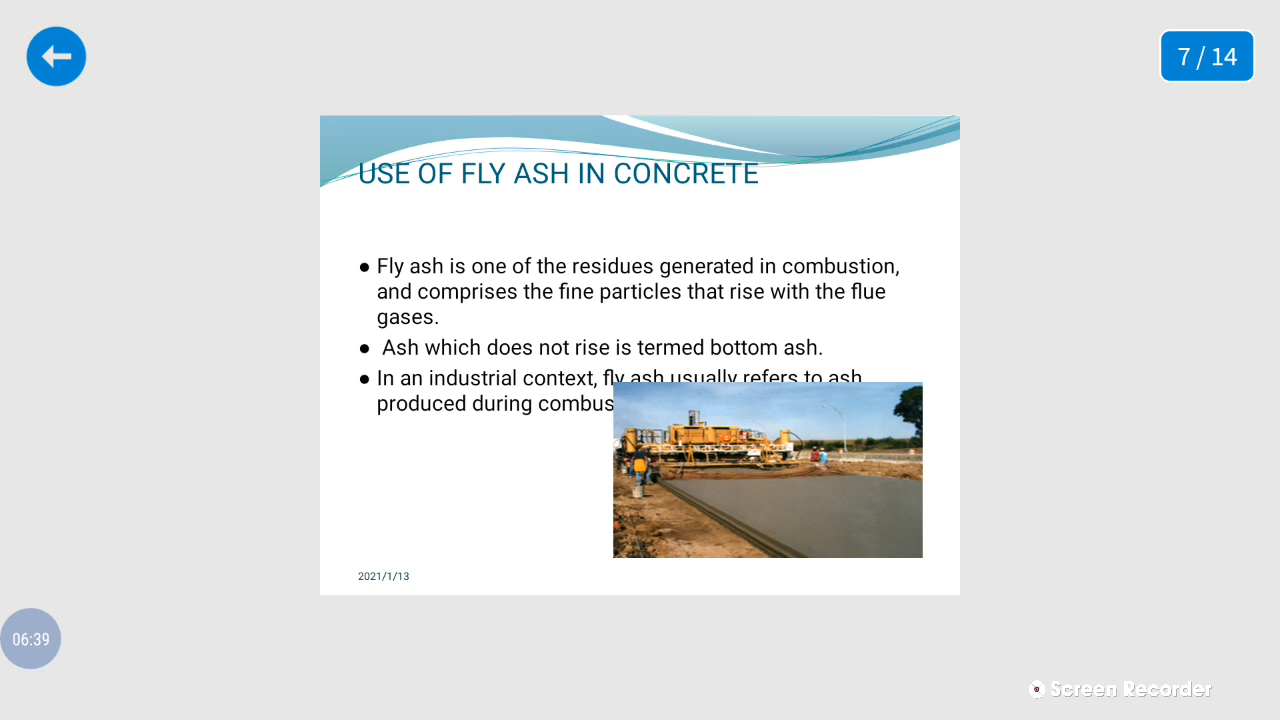 7 / 14
USE OF FLY ASH IN CONCRETE
● Fly ash is one of the residues generated in combustion,
and comprises the fine particles that rise with the flue
gases.
● Ash which does not rise is termed bottom ash.
● In an industrial context, fly ash usually refers to ash
produced during
2021/1/13
06:39
Screen Recorder